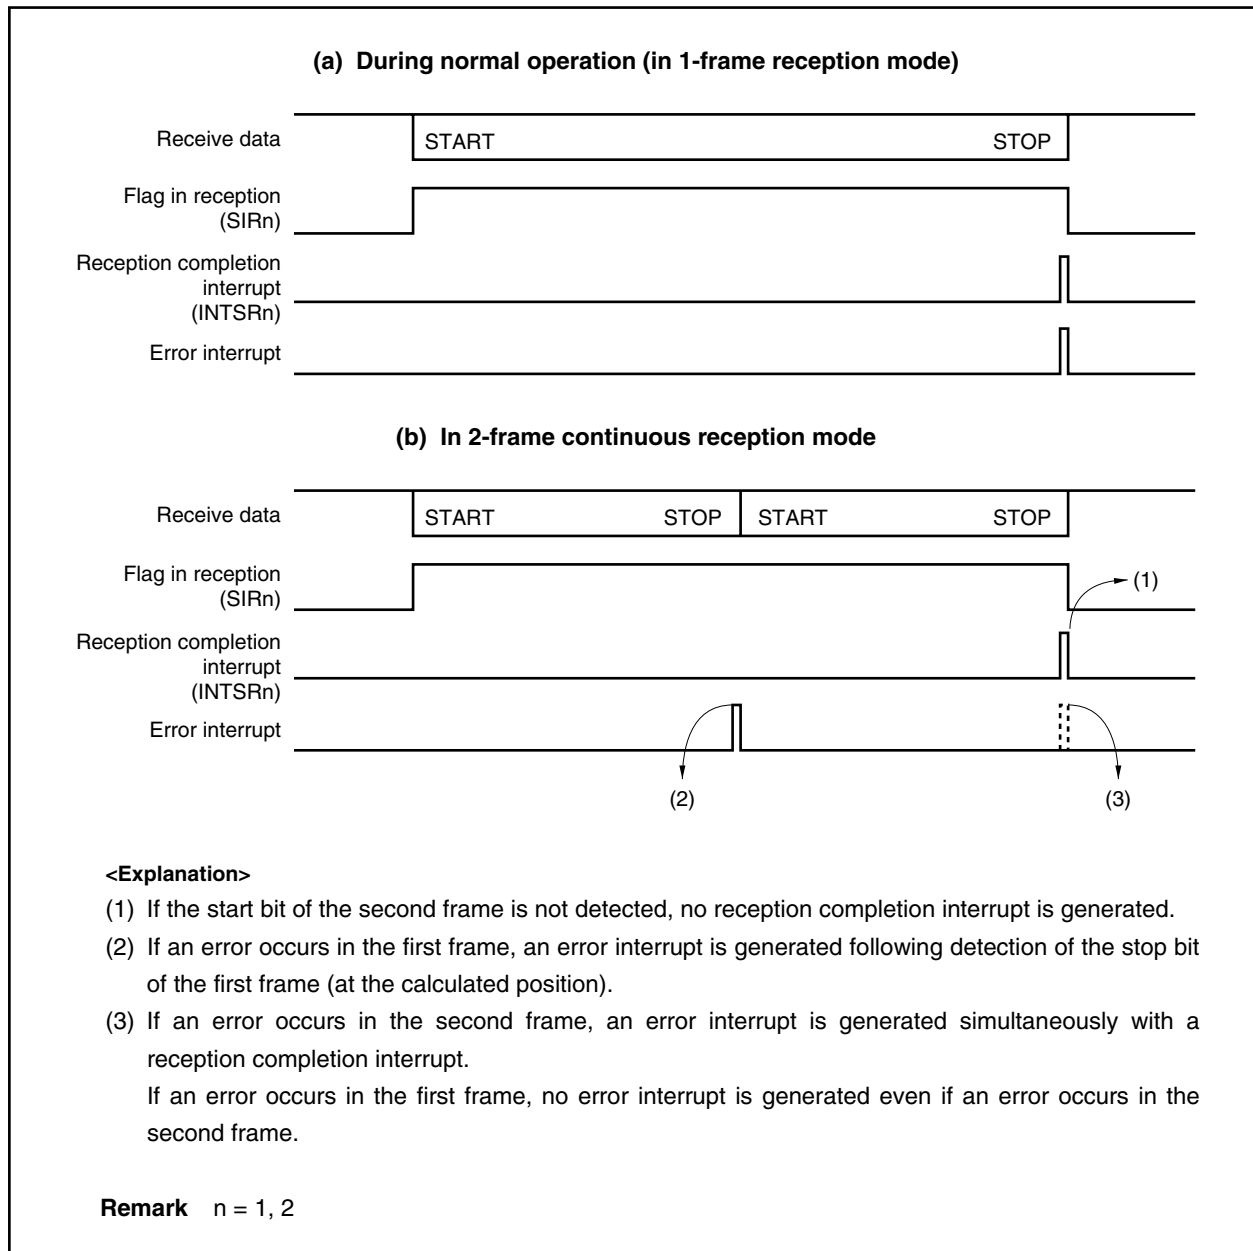 (a) During normal operation (in 1-frame reception mode)
Receive data
START
STOP
Flag in reception
(SIRn)
Reception completion
interrupt
(INTSRn)
Error interrupt
(b) In 2-frame continuous reception mode
Receive data
START
STOP
START
STOP
Flag in reception
(SIRn)
(1)
Reception completion
interrupt
(INTSRn)
Error interrupt
(2)
(3)
<Explanation>
(1) If the start bit of the second frame is not detected, no reception completion interrupt is generated.
(2) If an error occurs in the first frame, an error interrupt is generated following detection of the stop bit
of the first frame (at the calculated position).
(3) If an error occurs in the second frame, an error interrupt is generated simultaneously with a
reception completion interrupt.
If an error occurs in the first frame, no error interrupt is generated even if an error occurs in the
second frame.
Remark n = 1, 2